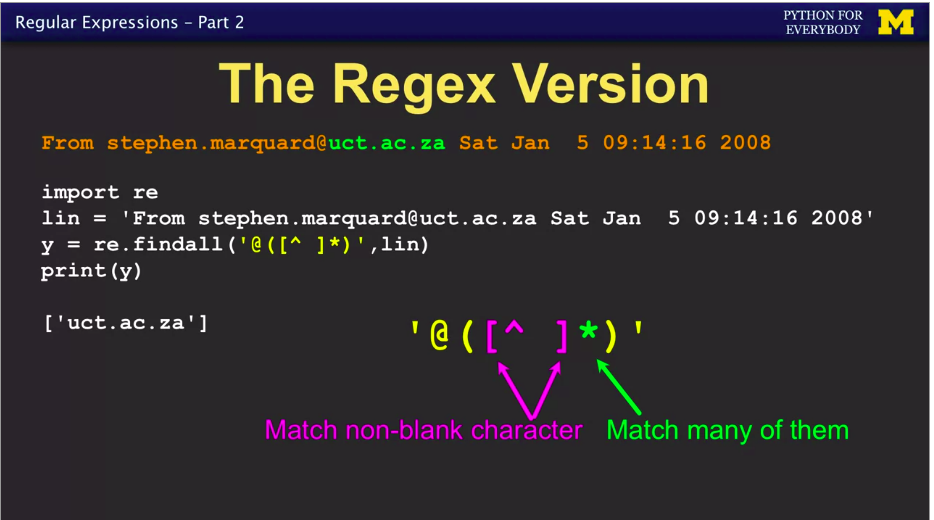 Regular Expressions – Part 2
PYTHON FOR
EVERYBODY
The Regex Version
From stephen.marquard@uct.ac.za Sat Jan  5 09:14:16 2008
import re
lin = 'From stephen.marquard@uct.ac.za Sat Jan  5 09:14:16 2008'
y = re.findall('@([^ ]*)',lin)
print(y)
['uct.ac.za']
'@([^ ]*)'
Match non-blank character
Match many of them